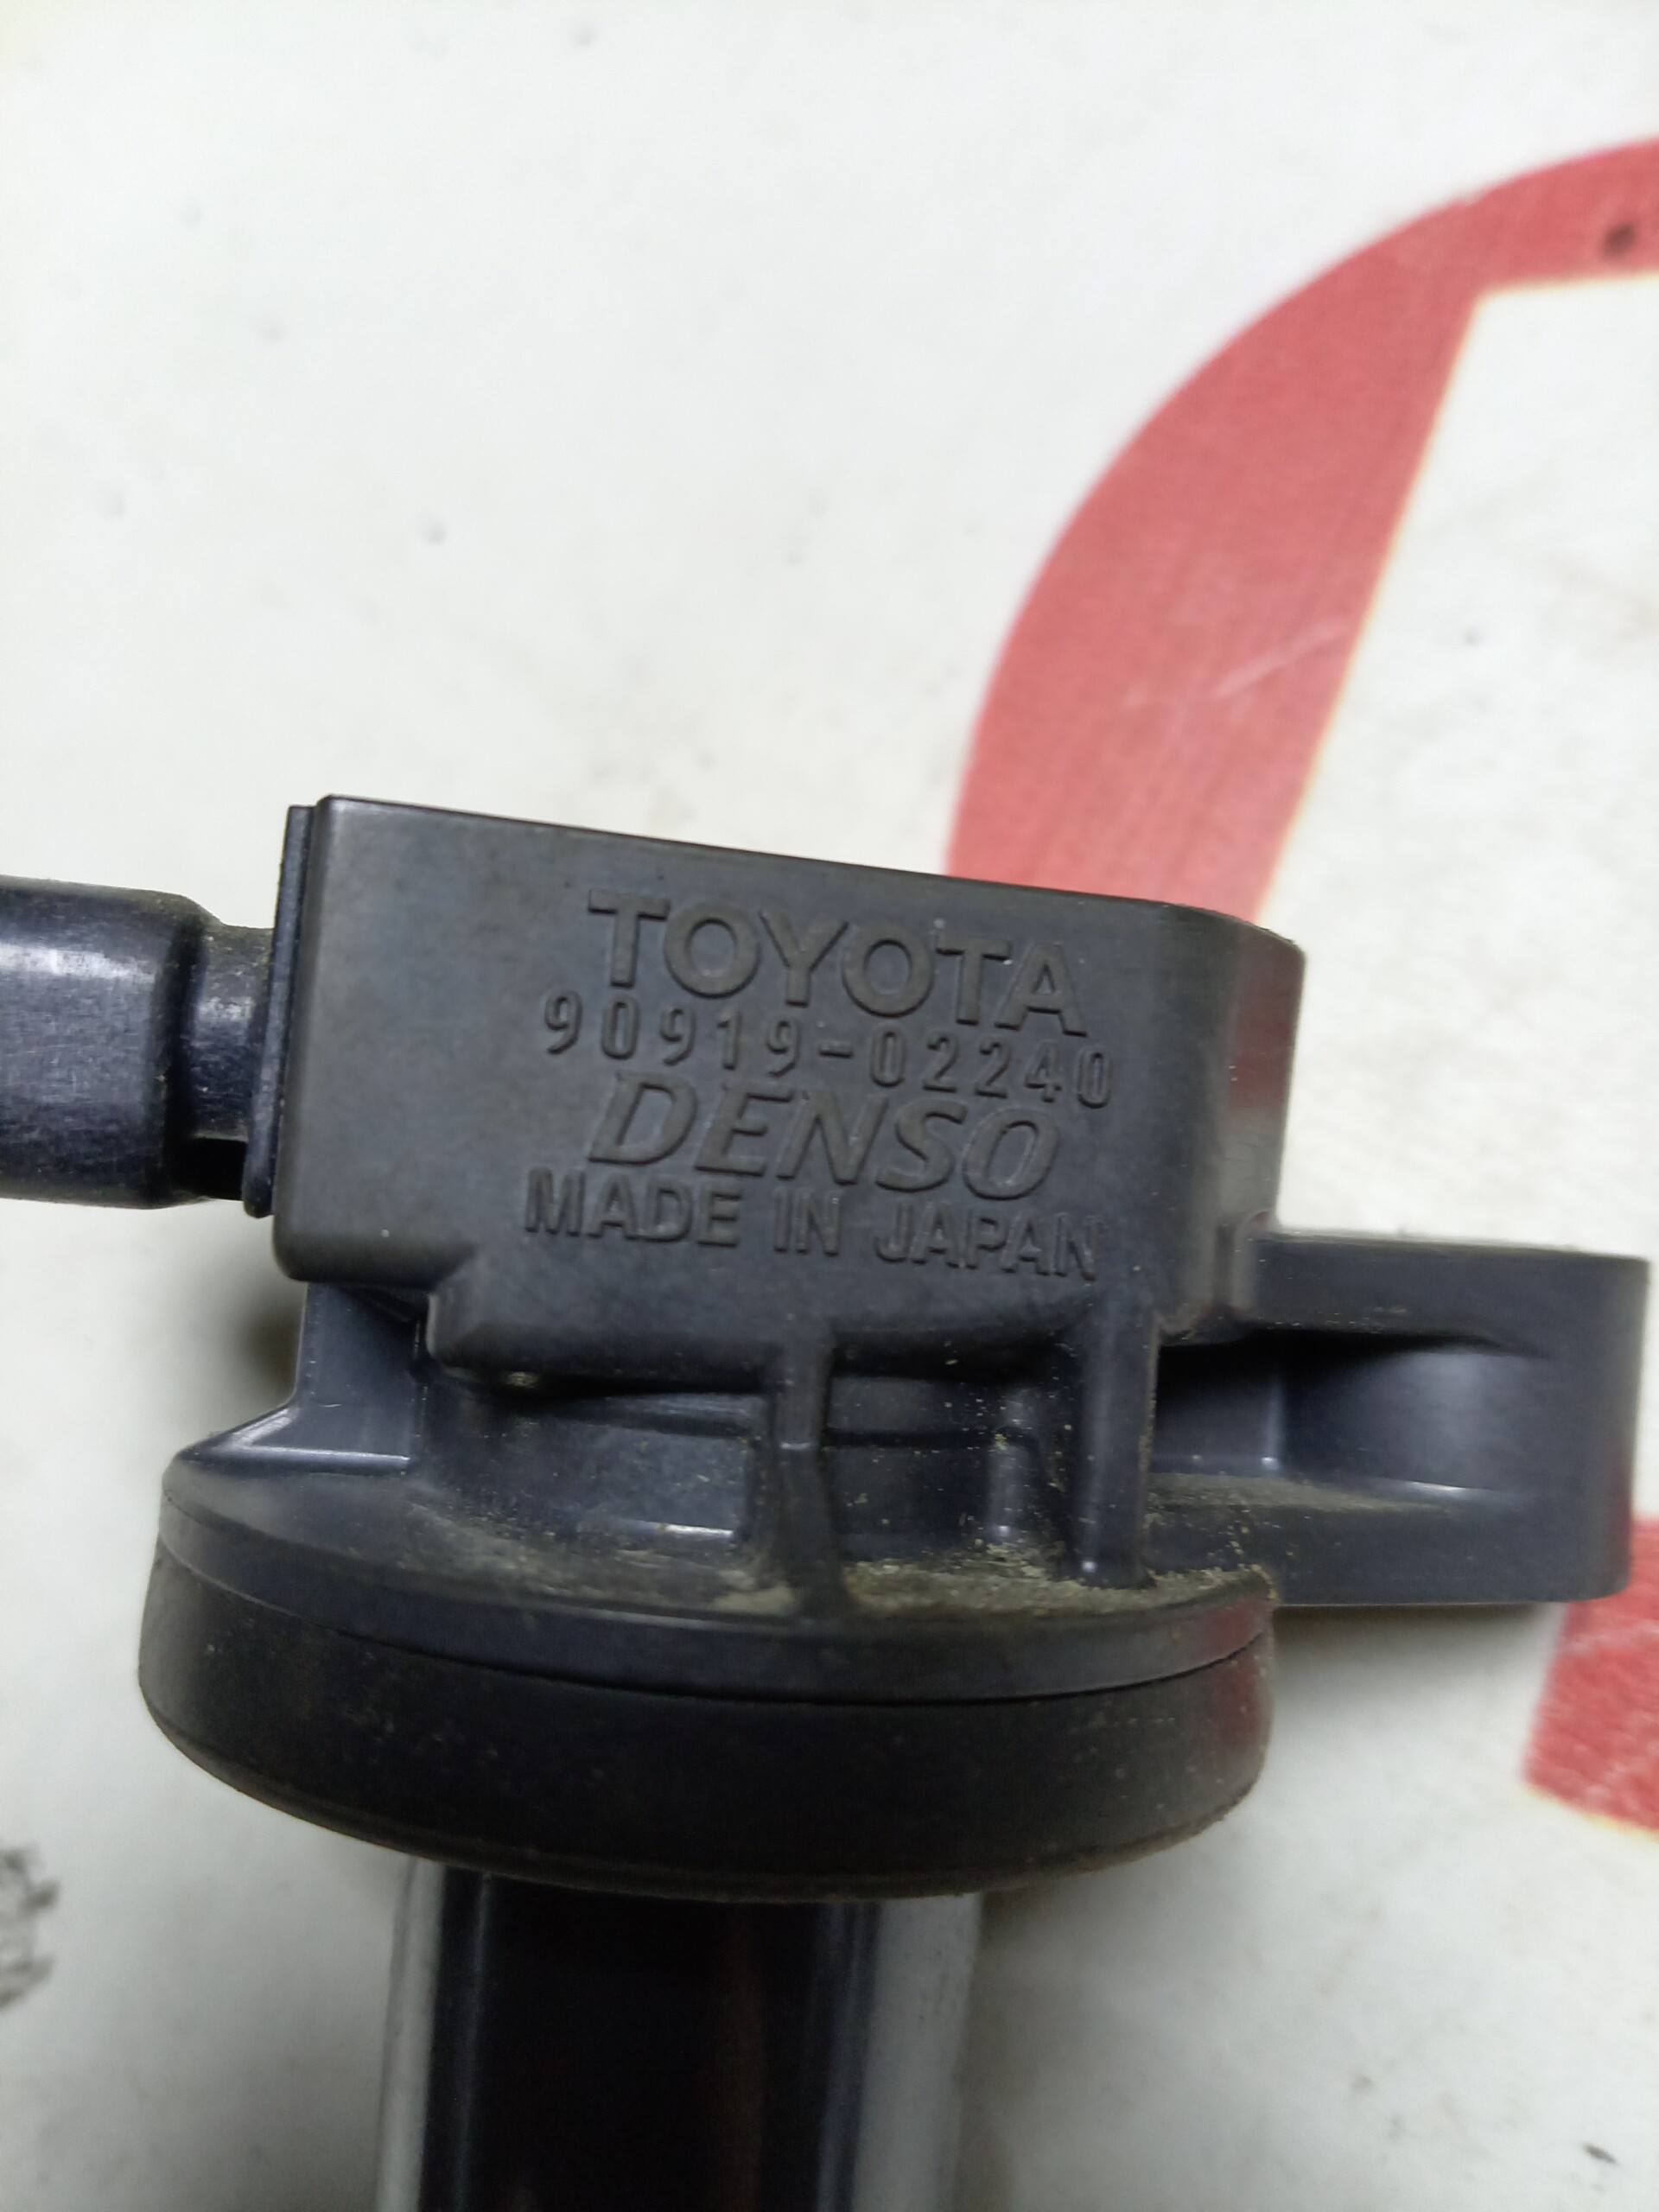 TOYOTA
90919-02240
DENSO
MADE IN JAPAN